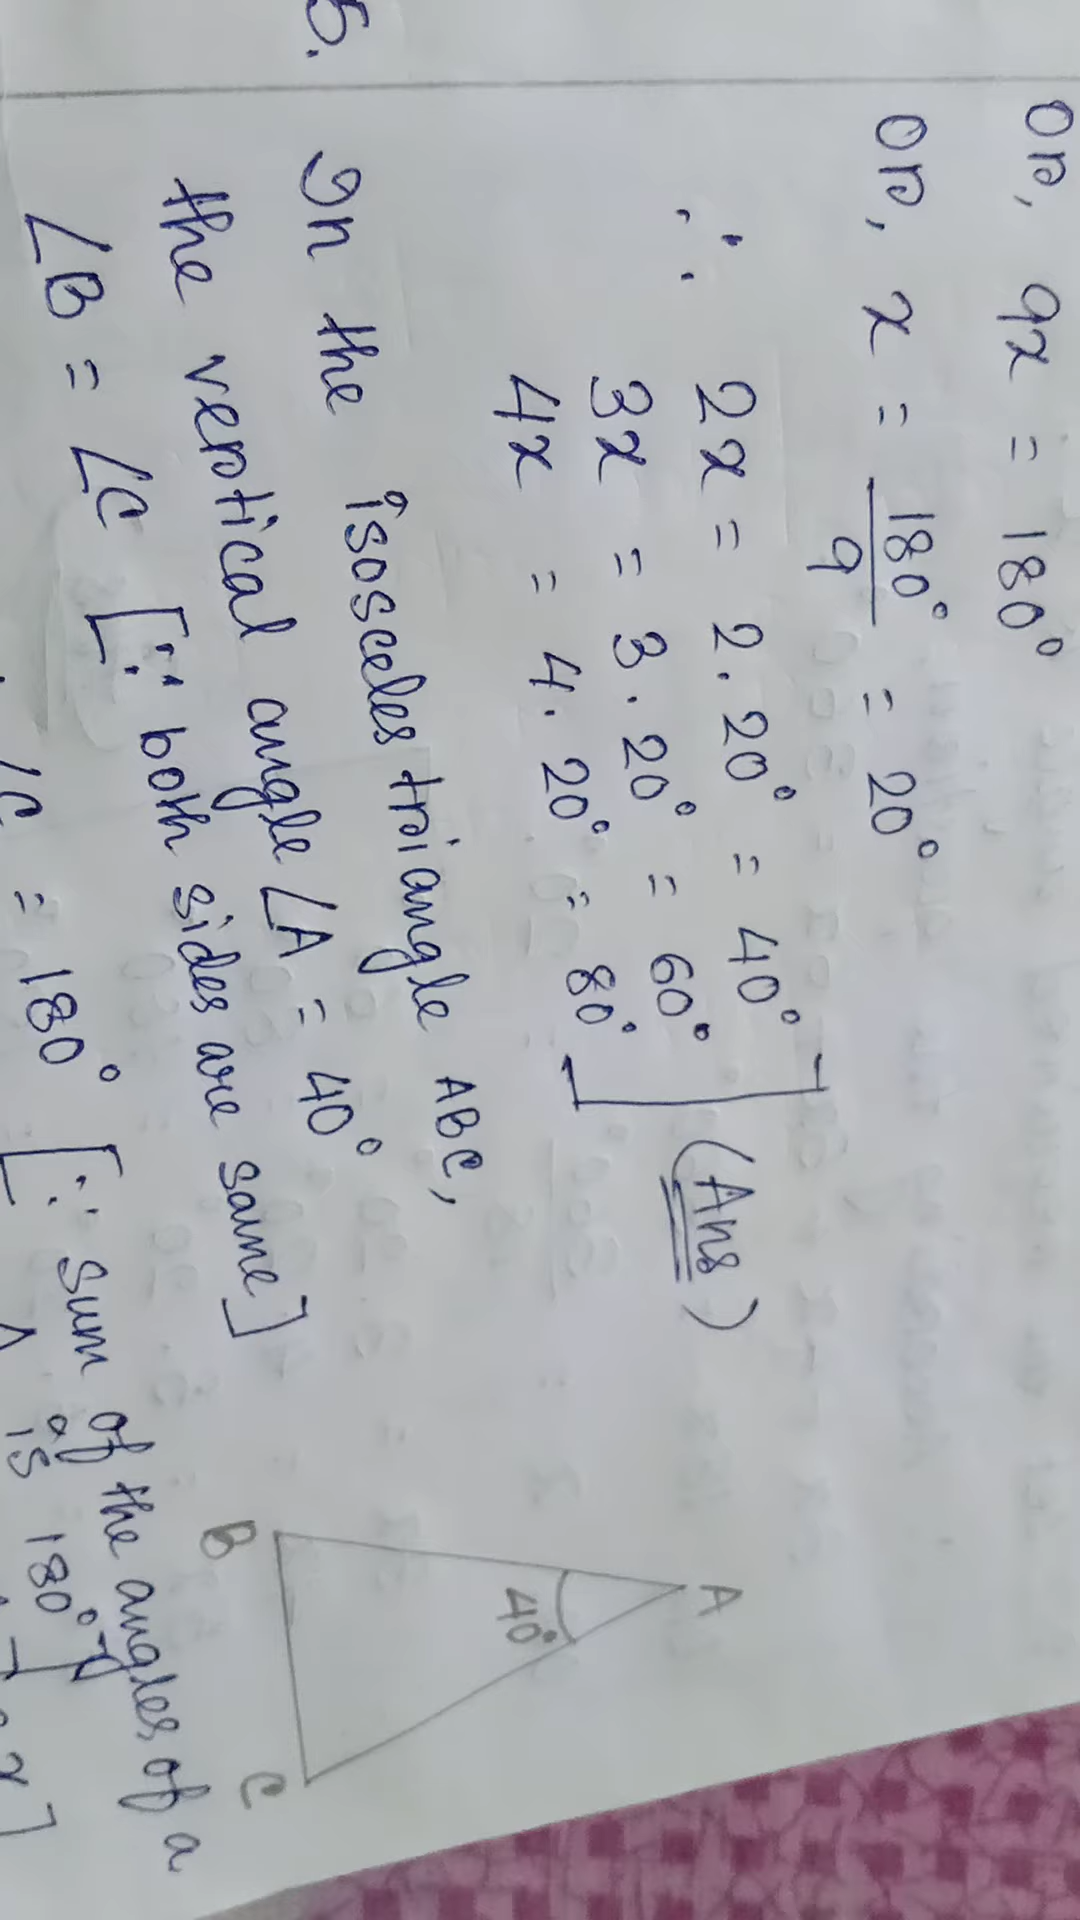 or, 9x = 180°
or, x = 180°/9 = 20°
∴ 2x = 2.20° = 40°
3x = 3.20° = 60°
4x = 4.20° = 80°
(Ans)
5.
In the isosceles triangle ABC,
the vertical angle ∠A = 40°
∠B = ∠C [∵ both sides are same]
∠C = 180° [∵ sum of the angles of a
is 180°]
A
40°
B
C